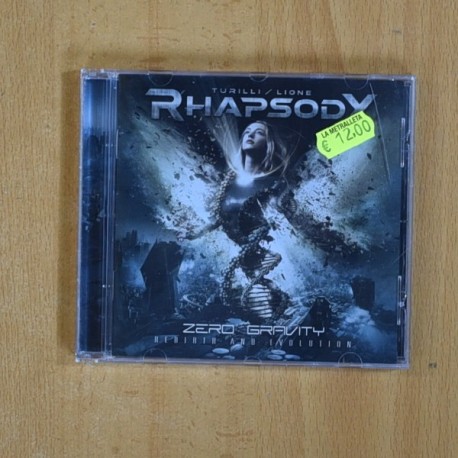 TURILLI / LIONE
RHAPSODY
LA METRALLETA
€ 12,00
ZERO GRAVITY
REBIRTH AND EVOLUTION